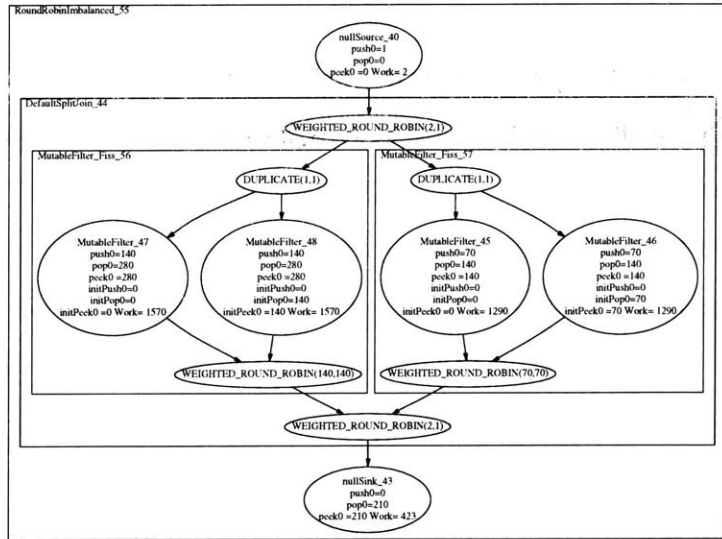 RoundRobinImbalanced_55
nullSource_40
push0=1
pop0=0
peek0 =0 Work= 2
DefaultSplitJoin_44
WEIGHTED_ROUND_ROBIN(2,1)
MutableFilter_Fiss_56
DUPLICATE(1,1)
MutableFilter_47
push0=140
pop0=280
peek0 =280
initPush0=0
initPop0=0
initPeek0 =0 Work= 1570
MutableFilter_48
push0=140
pop0=280
peek0 =280
initPush0=0
initPop0=140
initPeek0 =140 Work= 1570
WEIGHTED_ROUND_ROBIN(140,140)
MutableFilter_Fiss_57
DUPLICATE(1,1)
MutableFilter_45
push0=70
pop0=140
peek0 =140
initPush0=0
initPop0=0
initPeek0 =0 Work= 1290
MutableFilter_46
push0=70
pop0=140
peek0 =140
initPush0=0
initPop0=70
initPeek0 =70 Work= 1290
WEIGHTED_ROUND_ROBIN(70,70)
WEIGHTED_ROUND_ROBIN(2,1)
nullSink_43
push0=0
pop0=210
peek0 =210 Work= 423